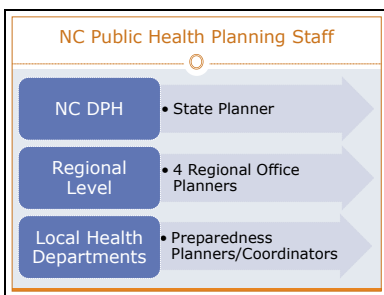 NC Public Health Planning Staff
NC DPH
• State Planner
Regional
Level
• 4 Regional Office
Planners
Local Health
Departments
• Preparedness
Planners/Coordinators